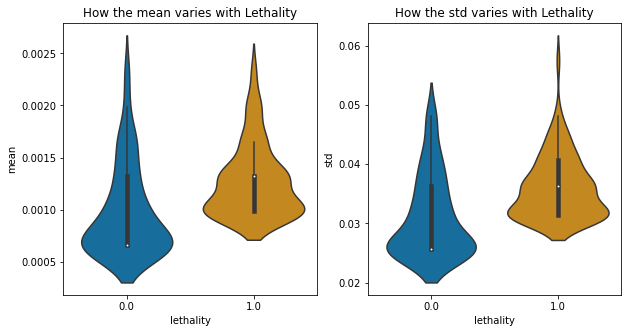 How the mean varies with Lethality
0.0025
0.0020
0.0015
0.0010
0.0005
mean
0.0
1.0
lethality
How the std varies with Lethality
0.06
0.05
0.04
0.03
0.02
std
0.0
1.0
lethality